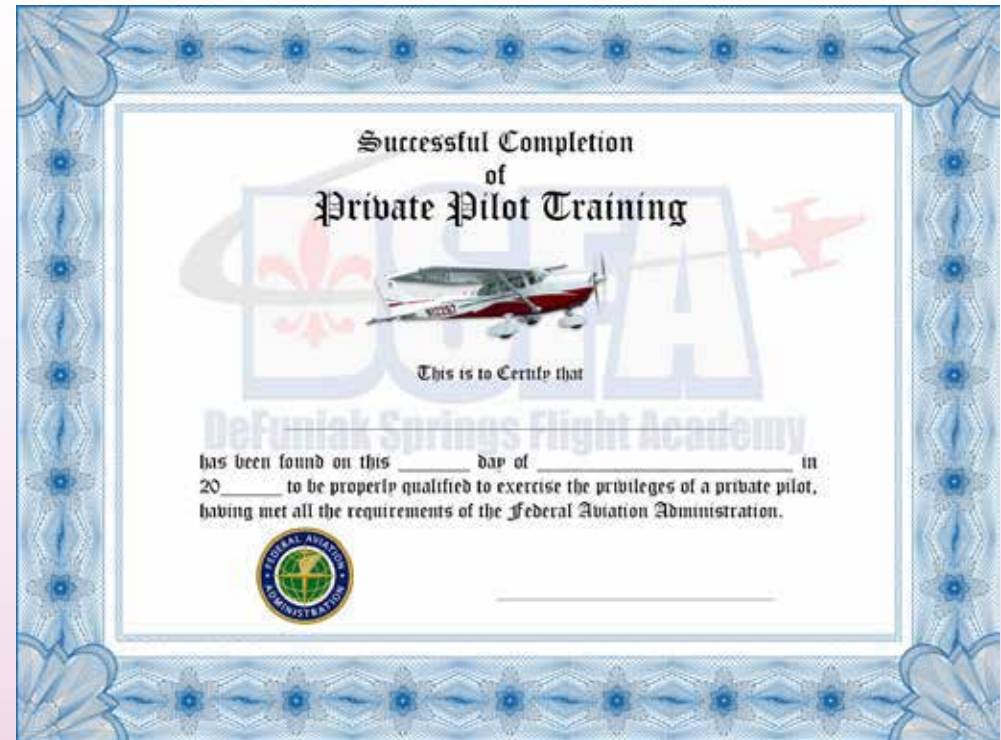 Successful Completion
of
Private Pilot Training
DSFA
This is to Certify that
DeFuniak Springs Flight Academy
has been found on this _______ day of _________________________ in
20______ to be properly qualified to exercise the privileges of a private pilot,
having met all the requirements of the Federal Aviation Administration.
FEDERAL AVIATION
ADMINISTRATION